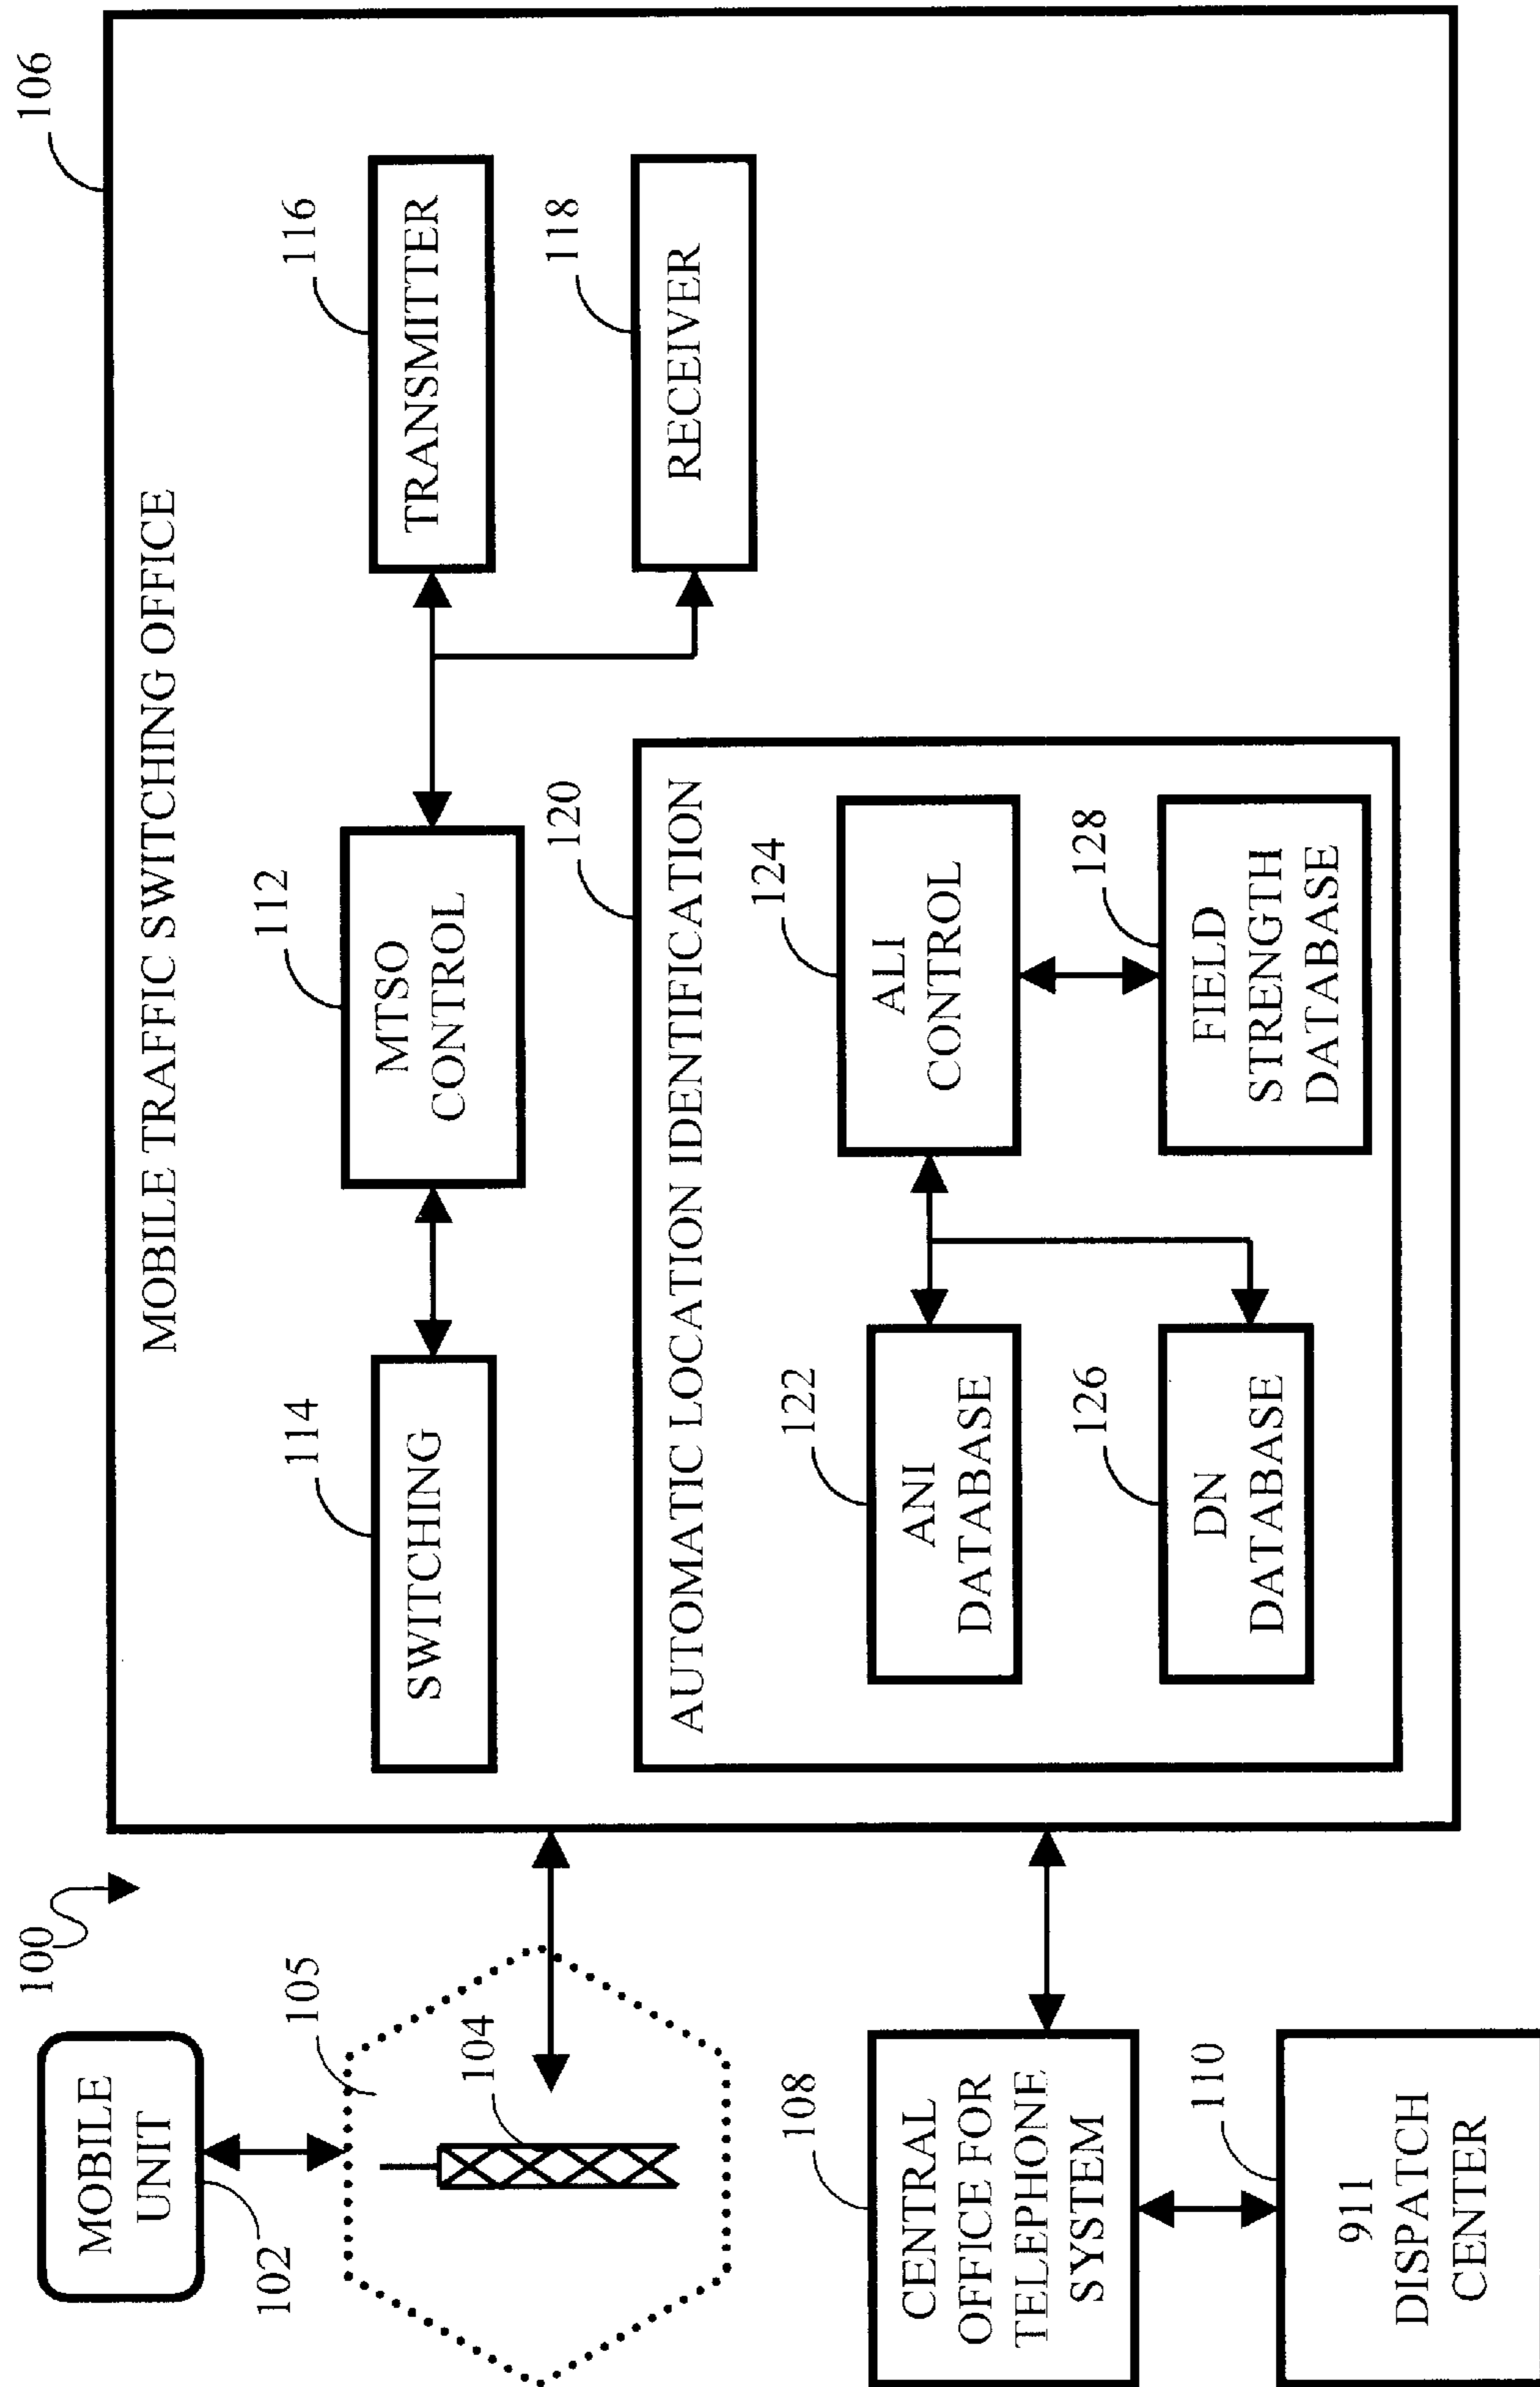 100
MOBILE
UNIT
102
105
104
108
CENTRAL
OFFICE FOR
TELEPHONE
SYSTEM
110
911
DISPATCH
CENTER
106
MOBILE TRAFFIC SWITCHING OFFICE
114
SWITCHING
112
MTSO
CONTROL
116
TRANSMITTER
118
RECEIVER
120
AUTOMATIC LOCATION IDENTIFICATION
122
ANI
DATABASE
124
ALI
CONTROL
126
DN
DATABASE
128
FIELD
STRENGTH
DATABASE